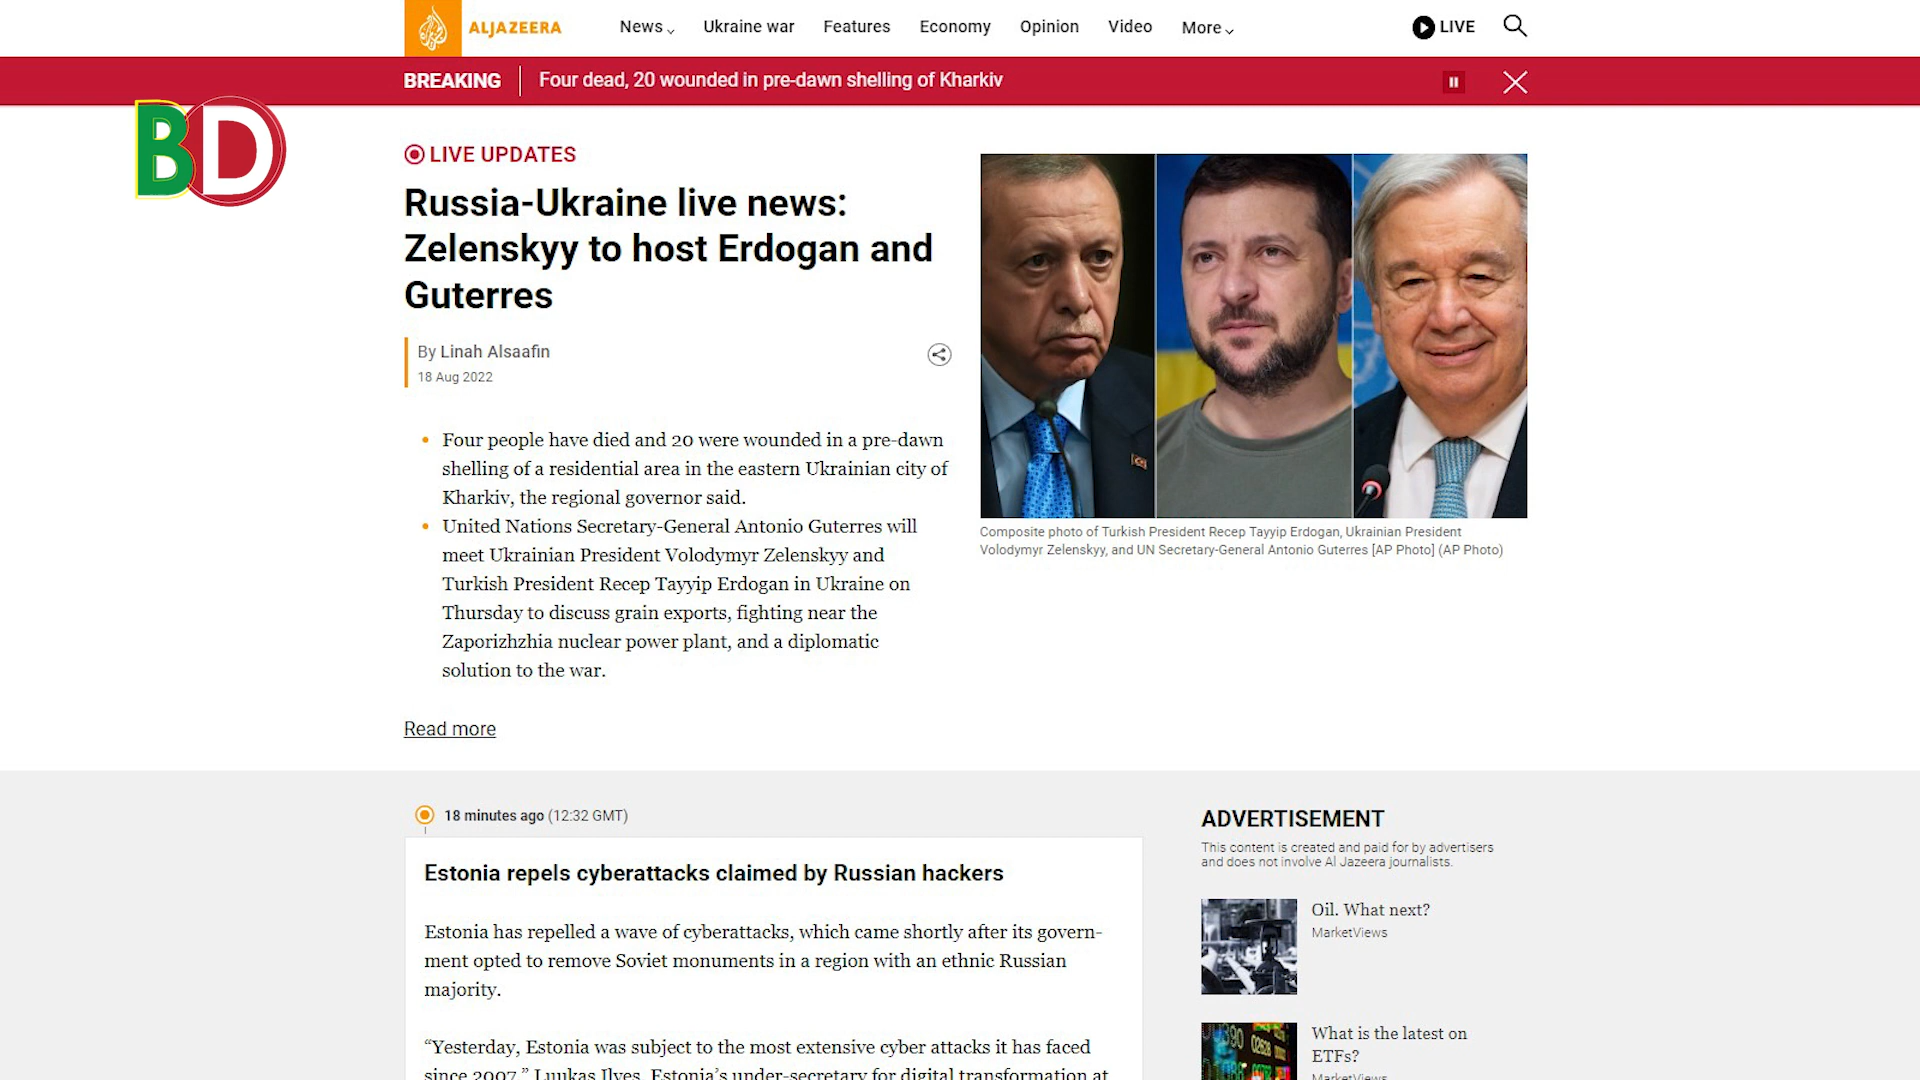 ALJAZEERA
News
Ukraine war
Features
Economy
Opinion
Video
More
LIVE
BREAKING
Four dead, 20 wounded in pre-dawn shelling of Kharkiv
BD
LIVE UPDATES
Russia-Ukraine live news:
Zelenskyy to host Erdogan and
Guterres
By Linah Alsaafin
18 Aug 2022
Four people have died and 20 were wounded in a pre-dawn
shelling of a residential area in the eastern Ukrainian city of
Kharkiv, the regional governor said.
United Nations Secretary-General Antonio Guterres will
meet Ukrainian President Volodymyr Zelenskyy and
Turkish President Recep Tayyip Erdogan in Ukraine on
Thursday to discuss grain exports, fighting near the
Zaporizhzhia nuclear power plant, and a diplomatic
solution to the war.
Read more
Composite photo of Turkish President Recep Tayyip Erdogan, Ukrainian President
Volodymyr Zelenskyy, and UN Secretary-General Antonio Guterres [AP Photo] (AP Photo)
18 minutes ago (12:32 GMT)
Estonia repels cyberattacks claimed by Russian hackers
Estonia has repelled a wave of cyberattacks, which came shortly after its govern-
ment opted to remove Soviet monuments in a region with an ethnic Russian
majority.
“Yesterday, Estonia was subject to the most extensive cyber attacks it has faced
since 2007,” Luukas Ilves, Estonia’s under-secretary for digital transformation at
ADVERTISEMENT
This content is created and paid for by advertisers
and does not involve Al Jazeera journalists.
Oil. What next?
MarketViews
What is the latest on
ETFs?
MarketViews